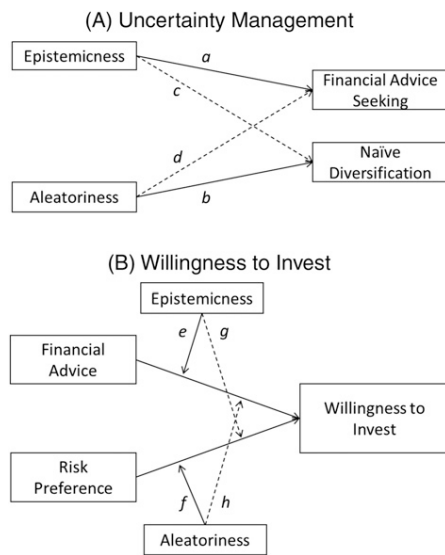 (A) Uncertainty Management
Epistemicness
a
Financial Advice
Seeking
c
d
Naïve
Diversification
Aleatoriness
b
(B) Willingness to Invest
Epistemicness
e
g
Financial
Advice
Willingness to
Invest
Risk
Preference
f
h
Aleatoriness